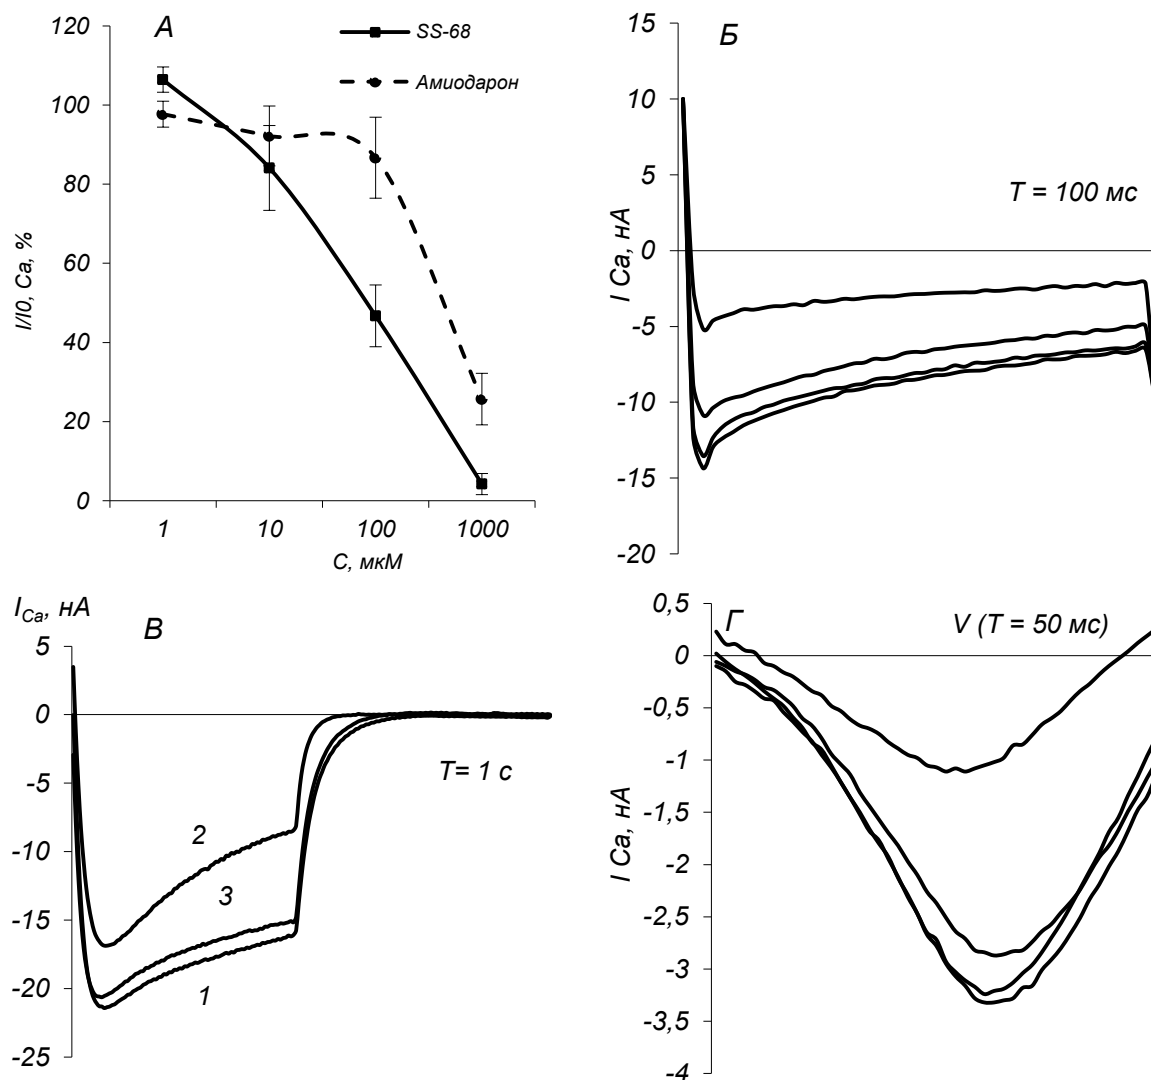 А
SS-68
Амиодарон
I/I0, Ca, %
120
100
80
60
40
20
0
1 10 100 1000
C, мкМ
Б
T = 100 мс
I Ca, нА
15
10
5
0
-5
-10
-15
-20
I Ca, нА
В
T= 1 с
5
0
-5
-10
-15
-20
-25
2
3
1
Г
V (T = 50 мс)
I Ca, нА
0,5
0
-0,5
-1
-1,5
-2
-2,5
-3
-3,5
-4